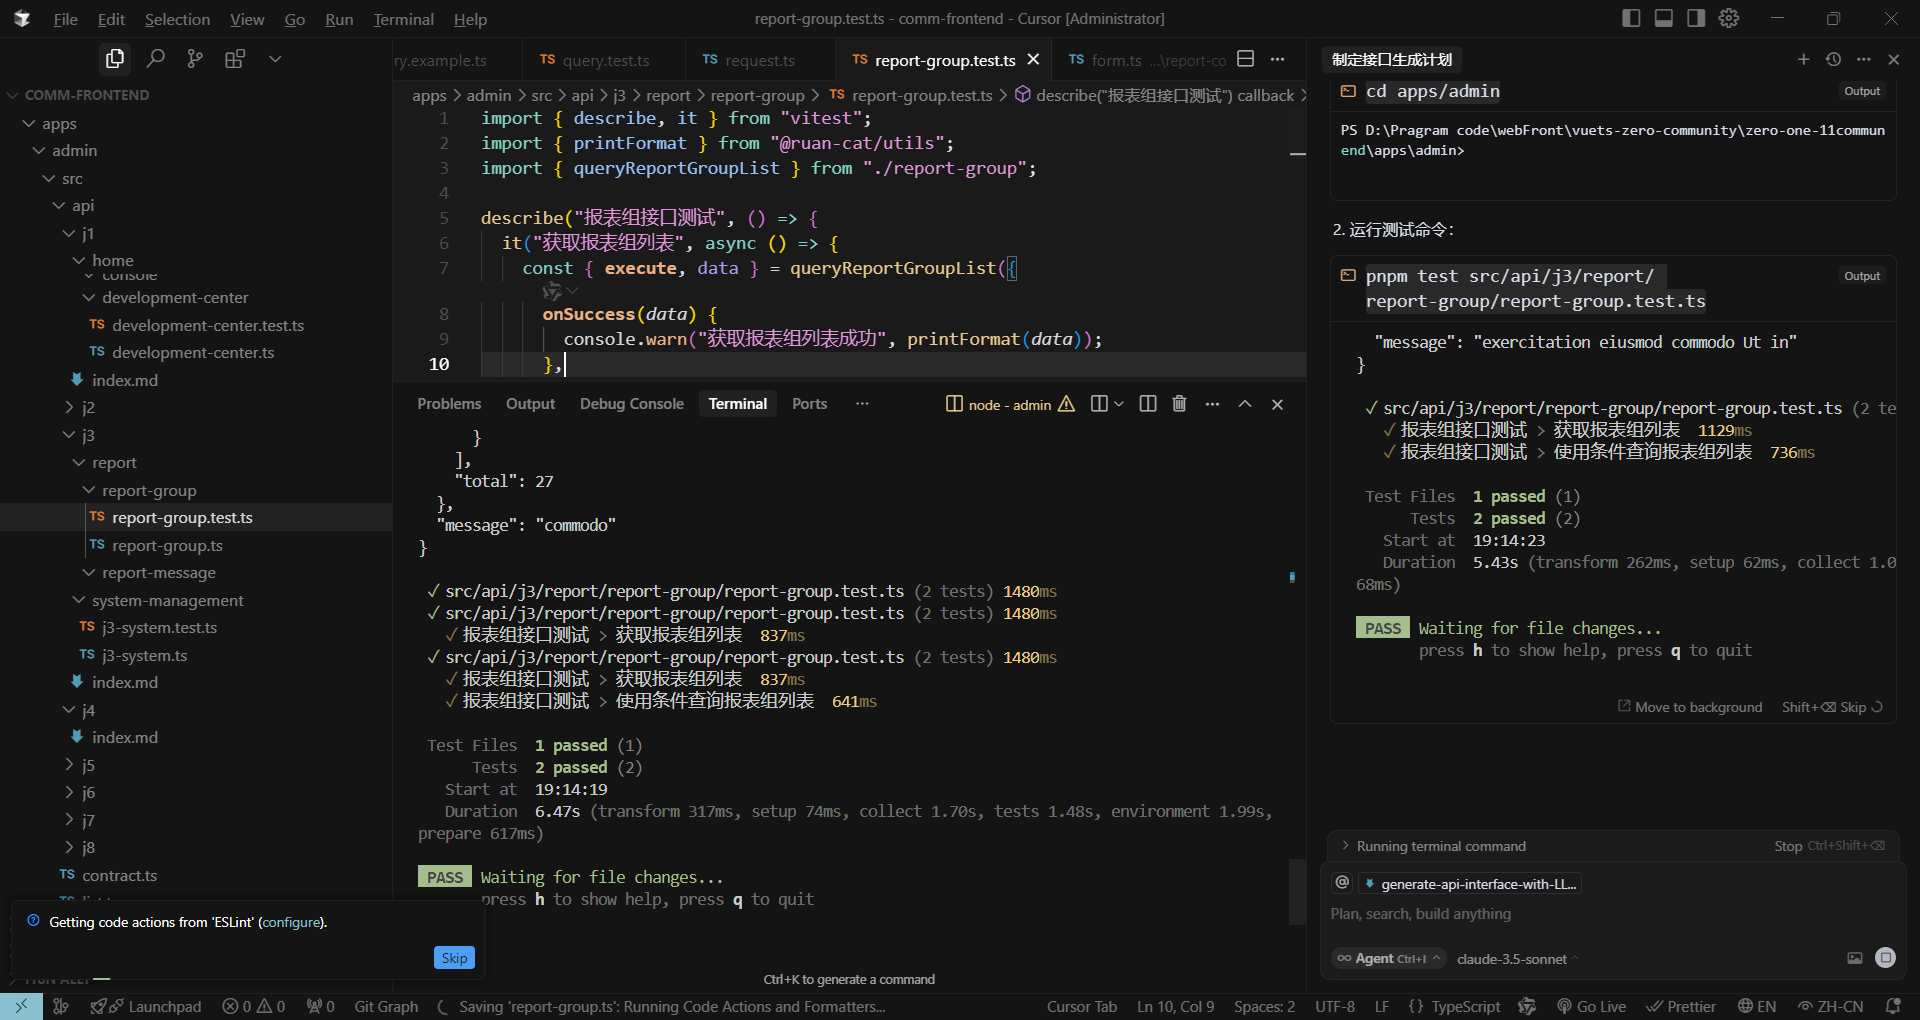 File Edit Selection View Go Run Terminal Help
report-group.test.ts - comm-frontend - Cursor [Administrator]
COMM-FRONTEND
apps
admin
src
api
j1
home
console
development-center
TS development-center.test.ts
TS development-center.ts
index.md
j2
j3
report
report-group
TS report-group.test.ts
TS report-group.ts
report-message
system-management
TS j3-system.test.ts
TS j3-system.ts
index.md
j4
index.md
j5
j6
j7
j8
TS contract.ts
Getting code actions from 'ESLint' (configure).
Skip
ry.example.ts
TS query.test.ts
TS request.ts
TS report-group.test.ts
TS form.ts ...\report-co
apps > admin > src > api > j3 > report > report-group > TS report-group.test.ts > describe("报表组接口测试") callback >
1 import { describe, it } from "vitest";
2 import { printFormat } from "@ruan-cat/utils";
3 import { queryReportGroupList } from "./report-group";
4
5 describe("报表组接口测试", () => {
6 it("获取报表组列表", async () => {
7 const { execute, data } = queryReportGroupList({
8 onSuccess(data) {
9 console.warn("获取报表组列表成功", printFormat(data));
10 },
Problems Output Debug Console Terminal Ports
node - admin
}
],
"total": 27
},
"message": "commodo"
}
✓ src/api/j3/report/report-group/report-group.test.ts (2 tests) 1480ms
✓ src/api/j3/report/report-group/report-group.test.ts (2 tests) 1480ms
✓ 报表组接口测试 > 获取报表组列表 837ms
✓ src/api/j3/report/report-group/report-group.test.ts (2 tests) 1480ms
✓ 报表组接口测试 > 获取报表组列表 837ms
✓ 报表组接口测试 > 使用条件查询报表组列表 641ms
Test Files 1 passed (1)
Tests 2 passed (2)
Start at 19:14:19
Duration 6.47s (transform 317ms, setup 74ms, collect 1.70s, tests 1.48s, environment 1.99s,
prepare 617ms)
PASS Waiting for file changes...
press h to show help, press q to quit
Ctrl+K to generate a command
制定接口生成计划
cd apps/admin
Output
PS D:\Pragram code\webFront\vuets-zero-community\zero-one-11commun
end\apps\admin>
2. 运行测试命令：
pnpm test src/api/j3/report/
report-group/report-group.test.ts
Output
"message": "exercitation eiusmod commodo Ut in"
}
✓ src/api/j3/report/report-group/report-group.test.ts (2 te
✓ 报表组接口测试 > 获取报表组列表 1129ms
✓ 报表组接口测试 > 使用条件查询报表组列表 736ms
Test Files 1 passed (1)
Tests 2 passed (2)
Start at 19:14:23
Duration 5.43s (transform 262ms, setup 62ms, collect 1.0
68ms)
PASS Waiting for file changes...
press h to show help, press q to quit
Move to background
Shift+⌫ Skip
Running terminal command
Stop Ctrl+Shift+⌫
@ generate-api-interface-with-LL...
Plan, search, build anything
∞ Agent Ctrl+I
claude-3.5-sonnet
Launchpad
0 0
0
Git Graph
Saving 'report-group.ts': Running Code Actions and Formatters...
Cursor Tab
Ln 10, Col 9
Spaces: 2
UTF-8
LF
{} TypeScript
Go Live
Prettier
EN
ZH-CN